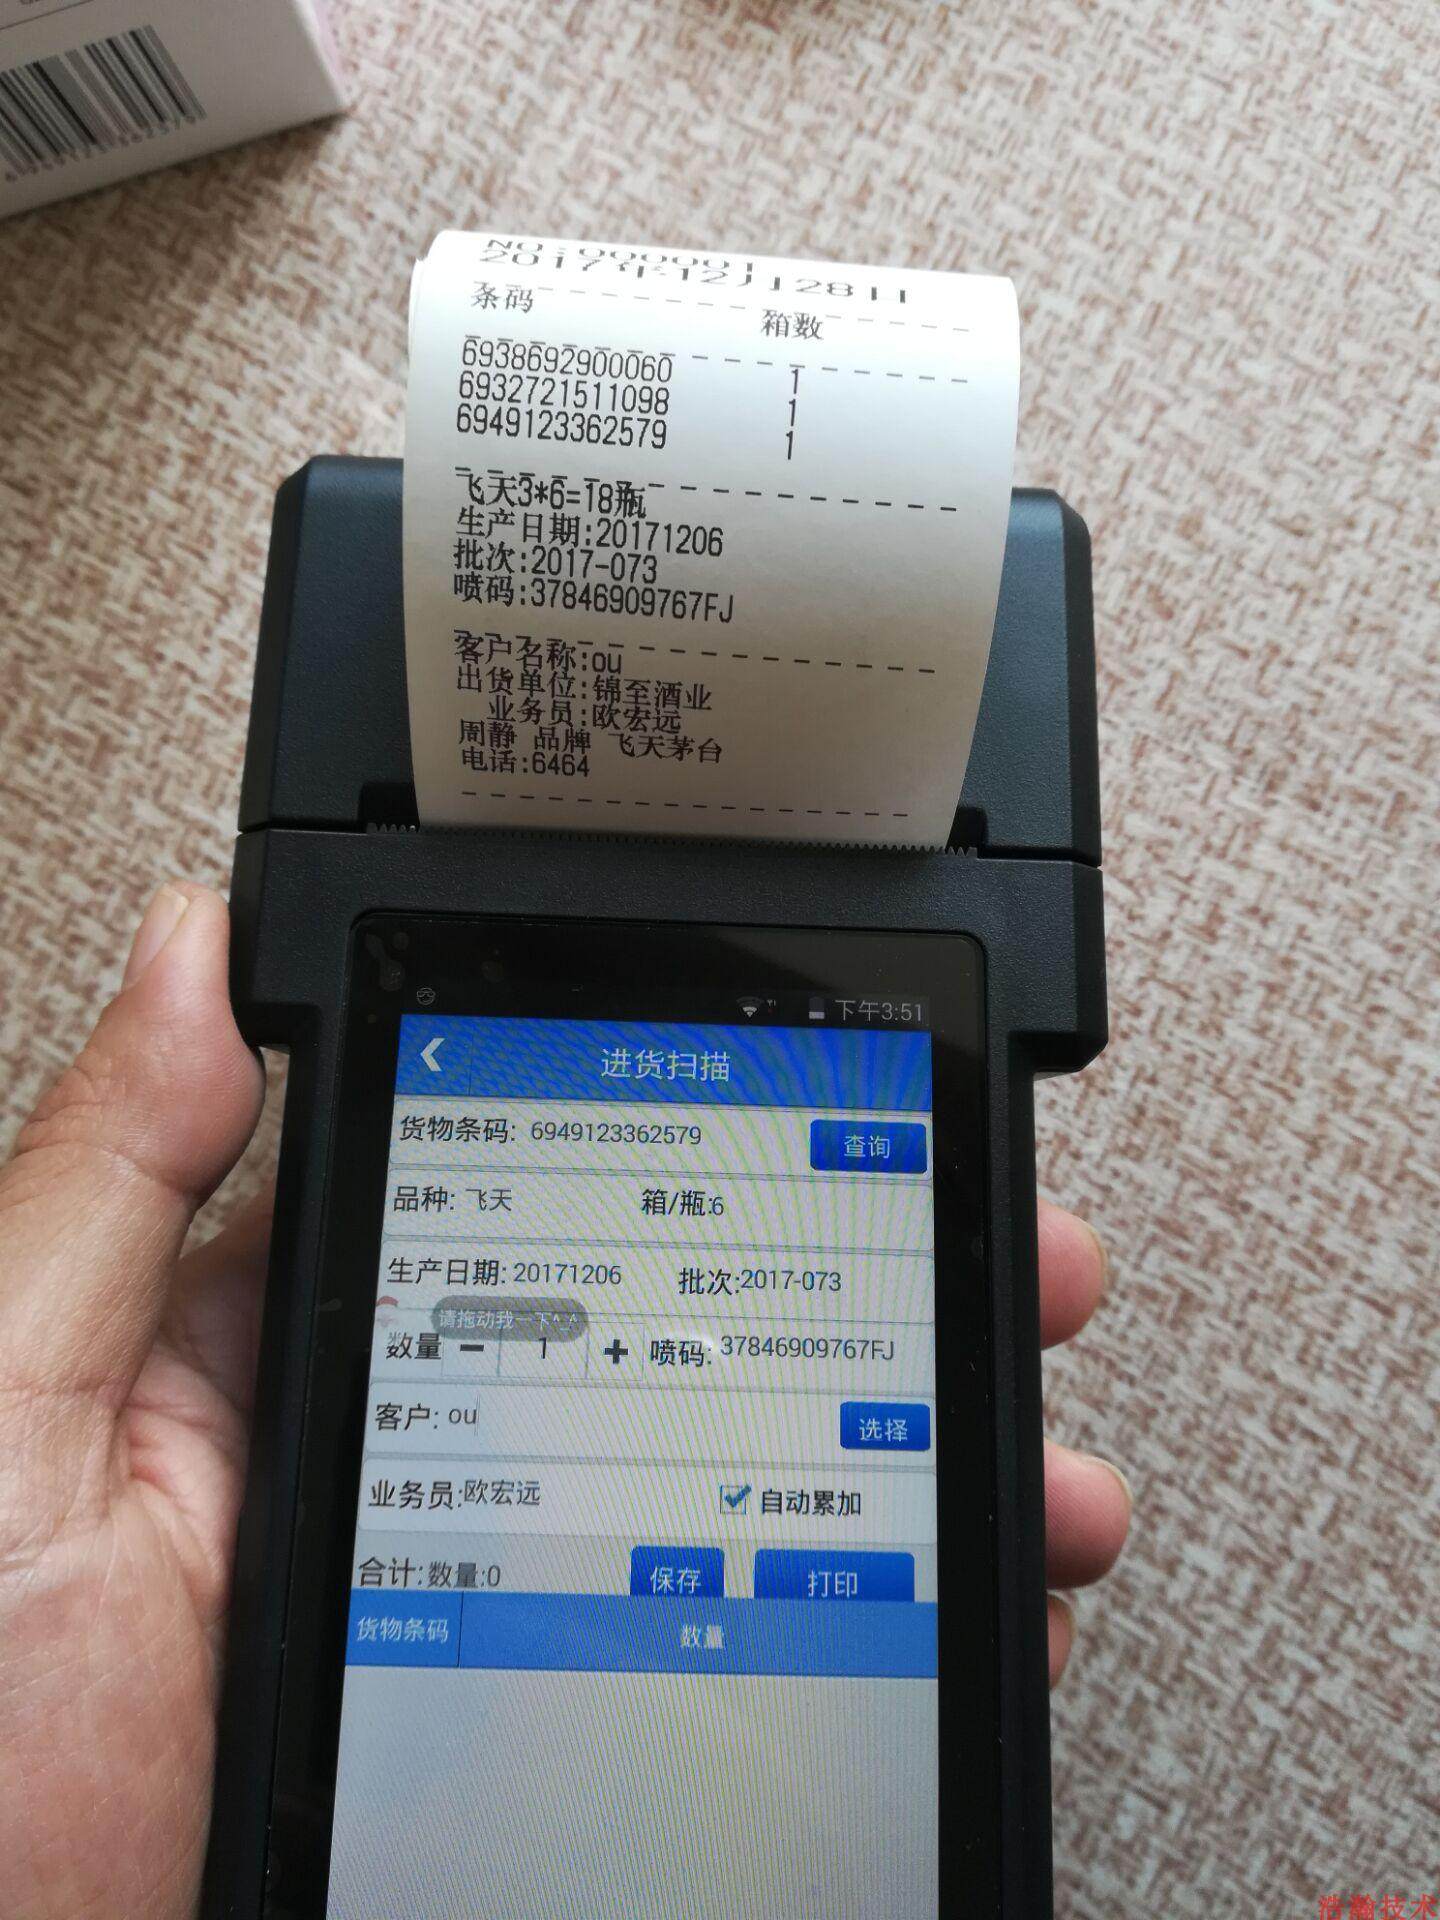 6949123362579
NO:000001
2017年12月28日
条码 箱数
6938692900060 1
6932721511098 1
6949123362579 1
飞天3*6=18瓶
生产日期:20171206
批次:2017-073
喷码:37846909767FJ
客户名称:ou
出货单位:锦至酒业
业务员:欧宏远
周静 品牌 飞天茅台
电话:6464
下午3:51
进货扫描
货物条码: 6949123362579 查询
品种: 飞天 箱/瓶:6
生产日期:20171206 批次:2017-073
请拖动我一下^_^
数量 − 1 + 喷码: 37846909767FJ
客户: ou 选择
业务员:欧宏远 自动累加
合计:数量:0 保存 打印
货物条码 数量
浩瀚技术